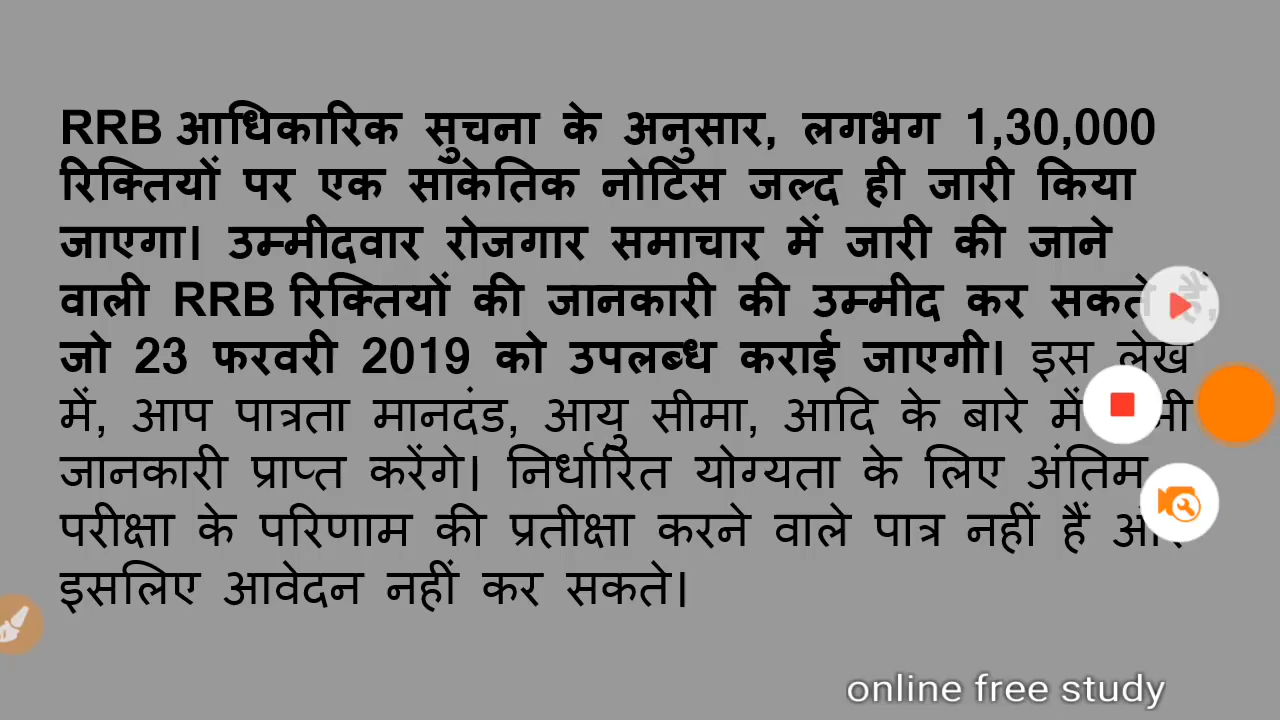 RRB आधिकारिक सुचना के अनुसार, लगभग 1,30,000
रिक्तियों पर एक सांकेतिक नोटिस जल्द ही जारी किया
जाएगा। उम्मीदवार रोजगार समाचार में जारी की जाने
वाली RRB रिक्तियों की जानकारी की उम्मीद कर सकते
जो 23 फरवरी 2019 को उपलब्ध कराई जाएगी। इस लेख
में, आप पात्रता मानदंड, आयु सीमा, आदि के बारे में
जानकारी प्राप्त करेंगे। निर्धारित योग्यता के लिए अंतिम
परीक्षा के परिणाम की प्रतीक्षा करने वाले पात्र नहीं हैं और
इसलिए आवेदन नहीं कर सकते।
online free study